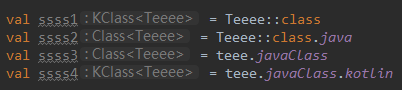 val ssss1 : KClass<Teeee> = Teeee::class
val ssss2 : Class<Teeee> = Teeee::class.java
val ssss3 : Class<Teeee> = teee.javaClass
val ssss4 : KClass<Teeee> = teee.javaClass.kotlin